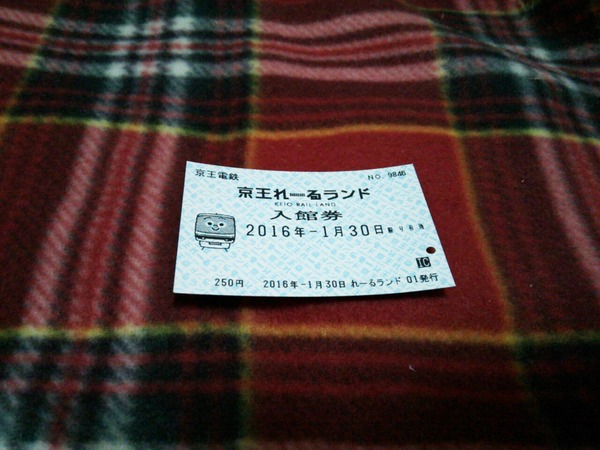 京王電鉄 NO. 9846
京王れーるランド
KEIO RAIL-LAND
入館券
2016年-1月30日
IC
250円 2016年-1月30日 れーるランド 01発行